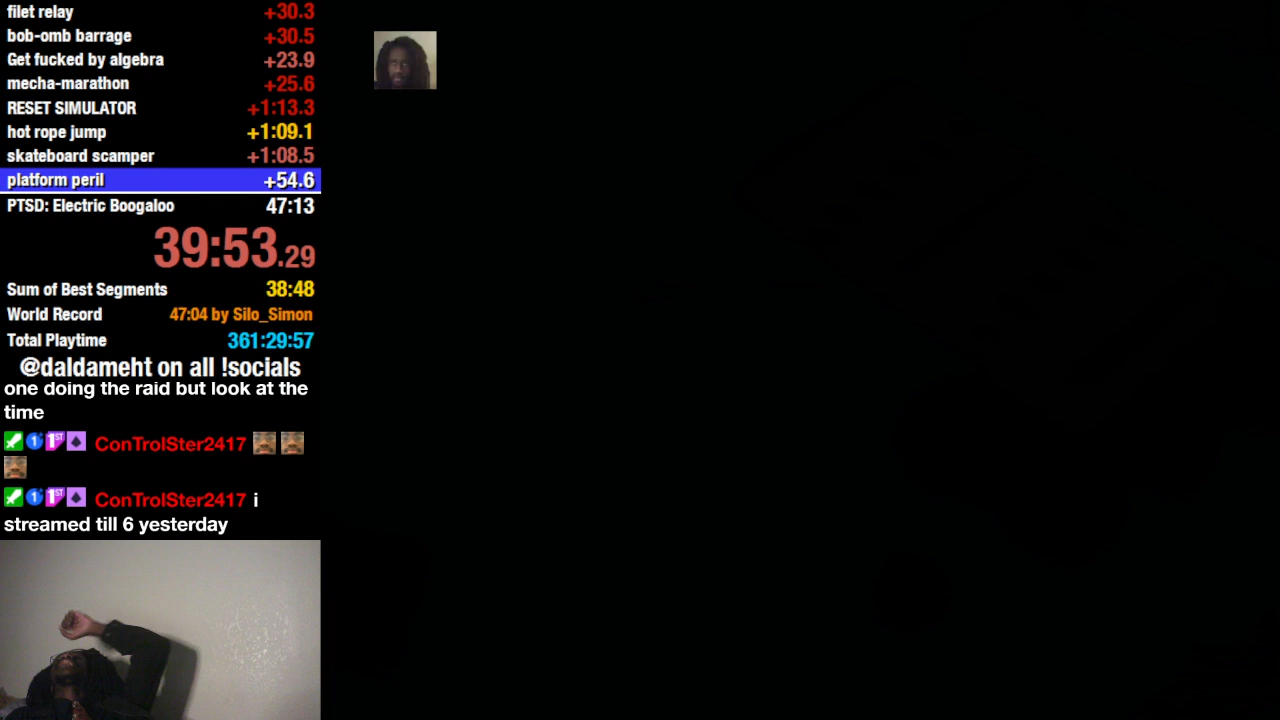 filet relay +30.3
bob-omb barrage +30.5
Get fucked by algebra +23.9
mecha-marathon +25.6
RESET SIMULATOR +1:13.3
hot rope jump +1:09.1
skateboard scamper +1:08.5
platform peril +54.6
PTSD: Electric Boogaloo 47:13
39:53.29
Sum of Best Segments 38:48
World Record 47:04 by Silo_Simon
Total Playtime 361:29:57
@daldameht on all !socials
one doing the raid but look at the
time
1 1ST ConTrolSter2417
1 1ST ConTrolSter2417 i
streamed till 6 yesterday